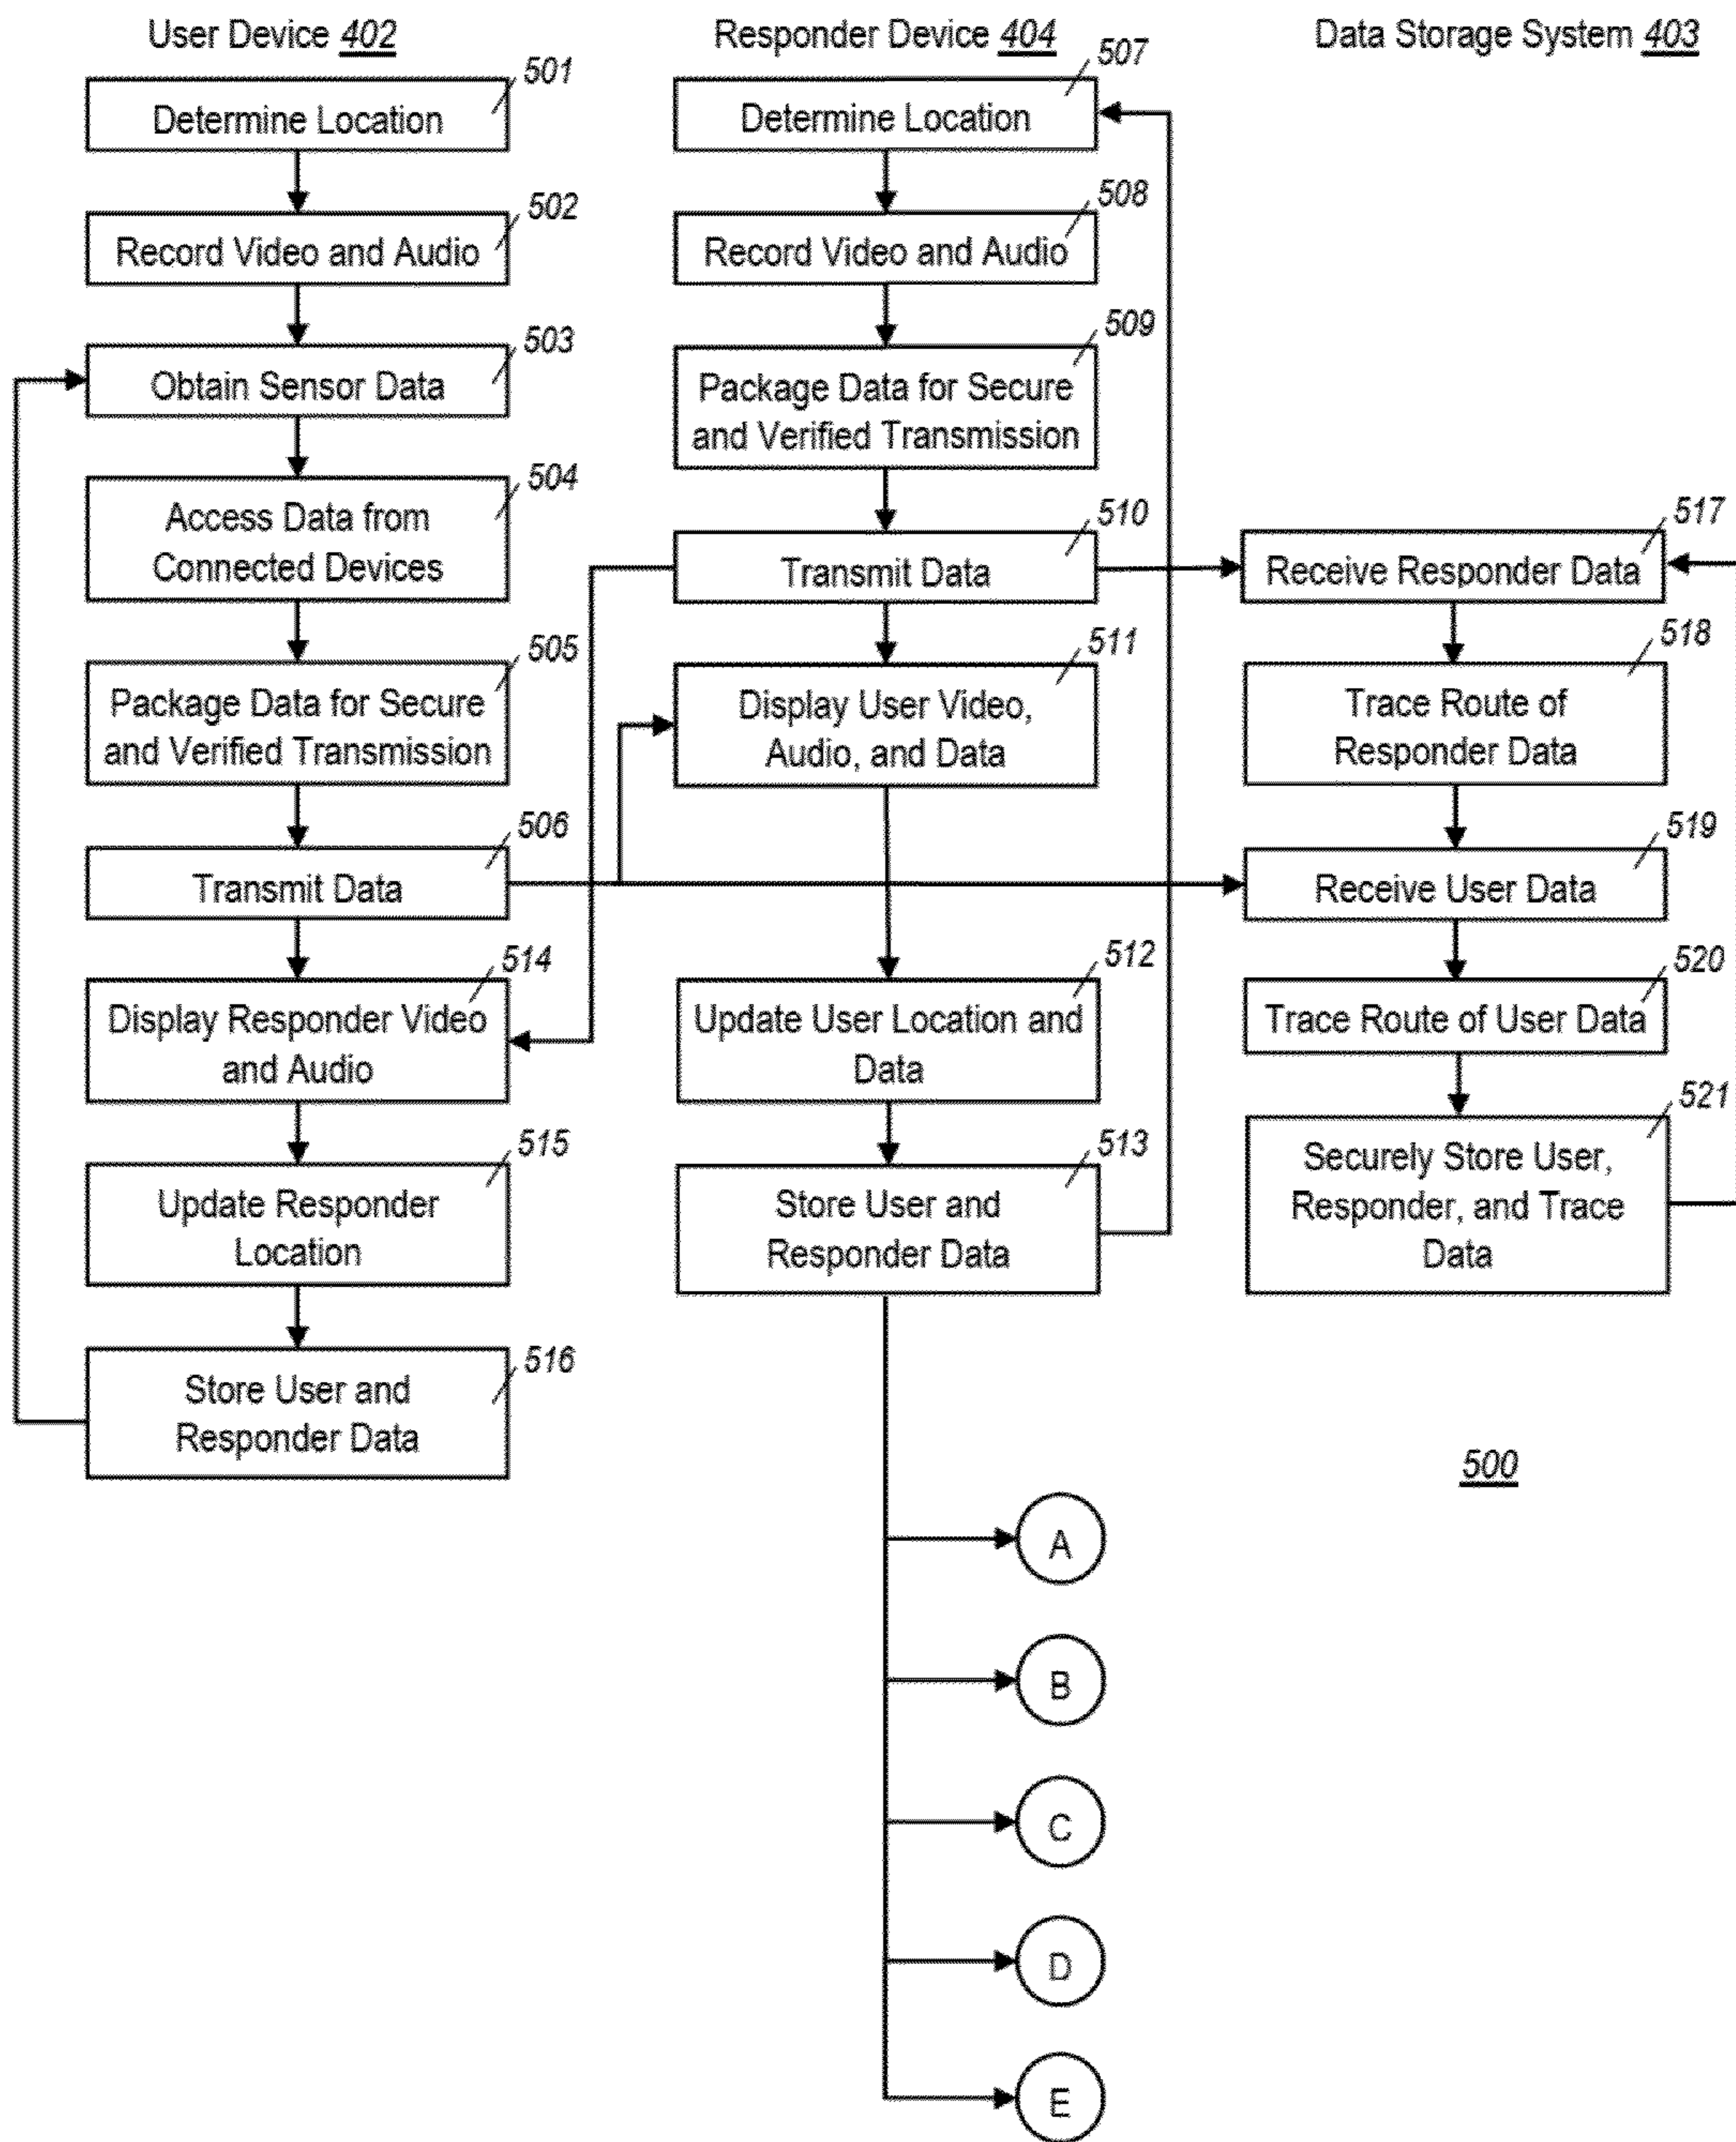 User Device 402
501
Determine Location
502
Record Video and Audio
503
Obtain Sensor Data
504
Access Data from
Connected Devices
505
Package Data for Secure
and Verified Transmission
506
Transmit Data
514
Display Responder Video
and Audio
515
Update Responder
Location
516
Store User and
Responder Data
Responder Device 404
507
Determine Location
508
Record Video and Audio
509
Package Data for Secure
and Verified Transmission
510
Transmit Data
511
Display User Video,
Audio, and Data
512
Update User Location and
Data
513
Store User and
Responder Data
A
B
C
D
E
Data Storage System 403
517
Receive Responder Data
518
Trace Route of
Responder Data
519
Receive User Data
520
Trace Route of User Data
521
Securely Store User,
Responder, and Trace
Data
500